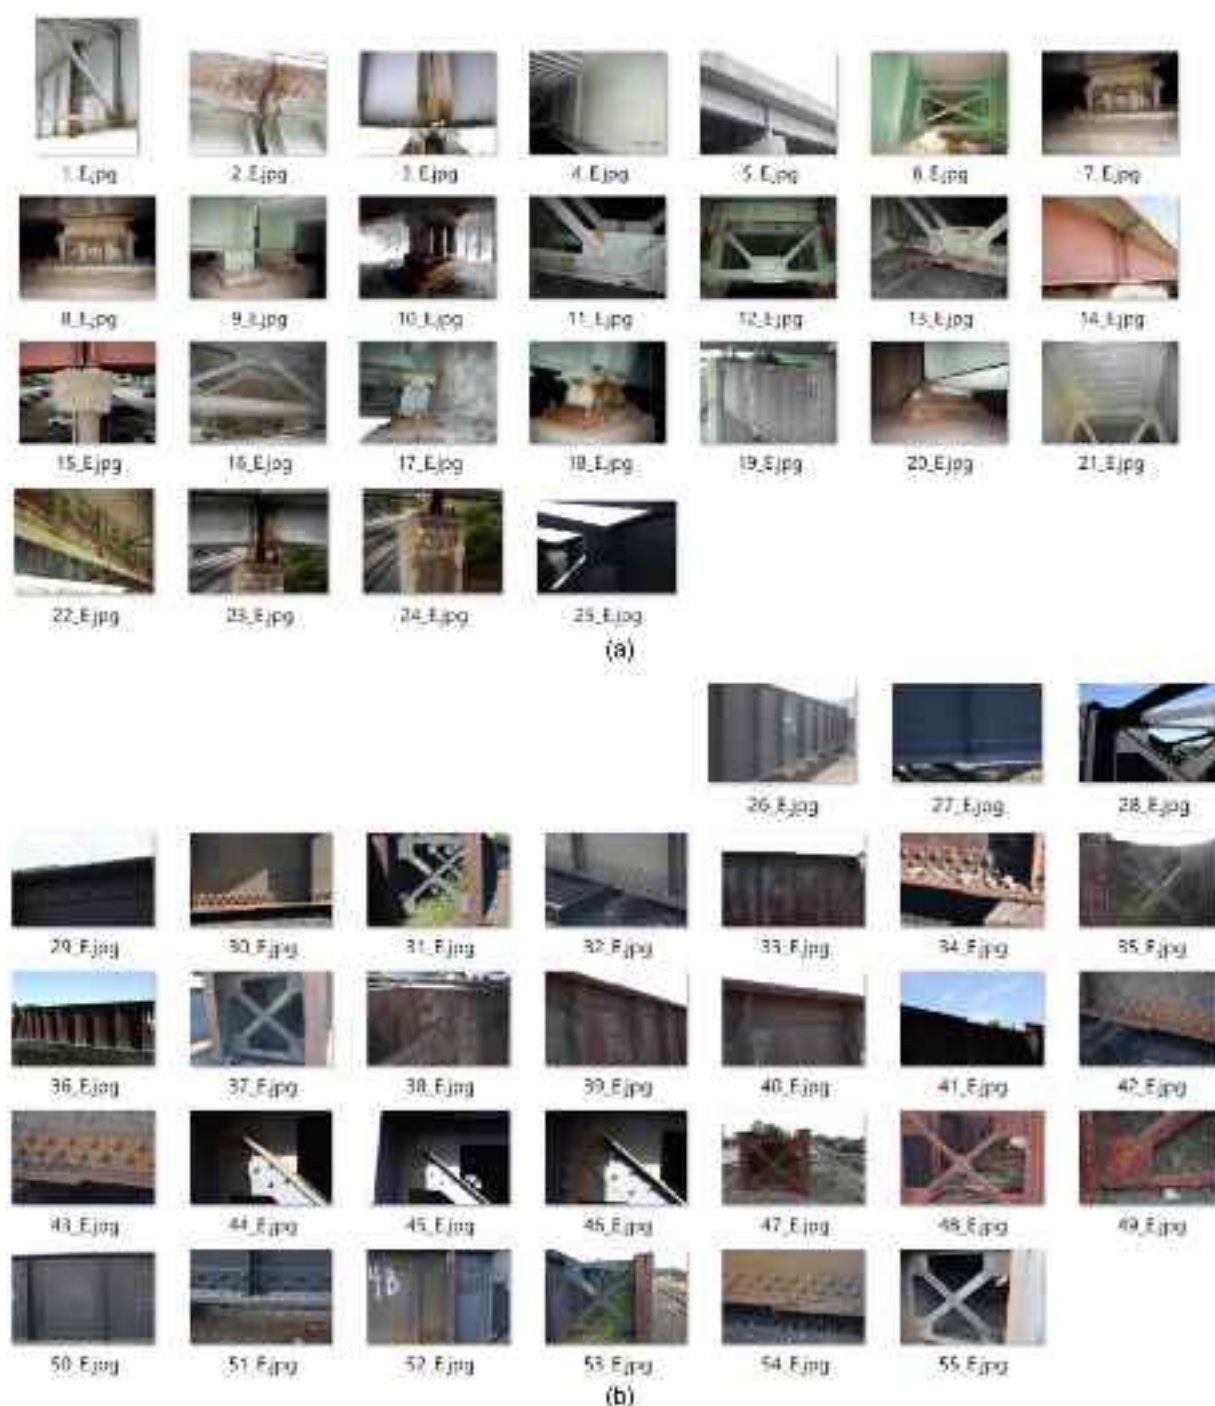 1_E.jpg 2_E.jpg 3_E.jpg 4_E.jpg 5_E.jpg 6_E.jpg 7_E.jpg
8_E.jpg 9_E.jpg 10_E.jpg 11_E.jpg 12_E.jpg 13_E.jpg 14_E.jpg
15_E.jpg 16_E.jpg 17_E.jpg 18_E.jpg 19_E.jpg 20_E.jpg 21_E.jpg
22_E.jpg 23_E.jpg 24_E.jpg 25_E.jpg
(a)
26_E.jpg 27_E.jpg 28_E.jpg
29_E.jpg 30_E.jpg 31_E.jpg 32_E.jpg 33_E.jpg 34_E.jpg 35_E.jpg
36_E.jpg 37_E.jpg 38_E.jpg 39_E.jpg 40_E.jpg 41_E.jpg 42_E.jpg
43_E.jpg 44_E.jpg 45_E.jpg 46_E.jpg 47_E.jpg 48_E.jpg 49_E.jpg
4B
50_E.jpg 51_E.jpg 52_E.jpg 53_E.jpg 54_E.jpg 55_E.jpg
(b)